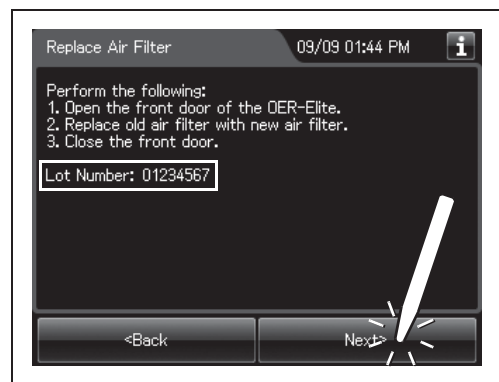 Replace Air Filter
09/09 01:44 PM
i
Perform the following:
1. Open the front door of the OER-Elite.
2. Replace old air filter with new air filter.
3. Close the front door.
Lot Number: 01234567
<Back
Next>